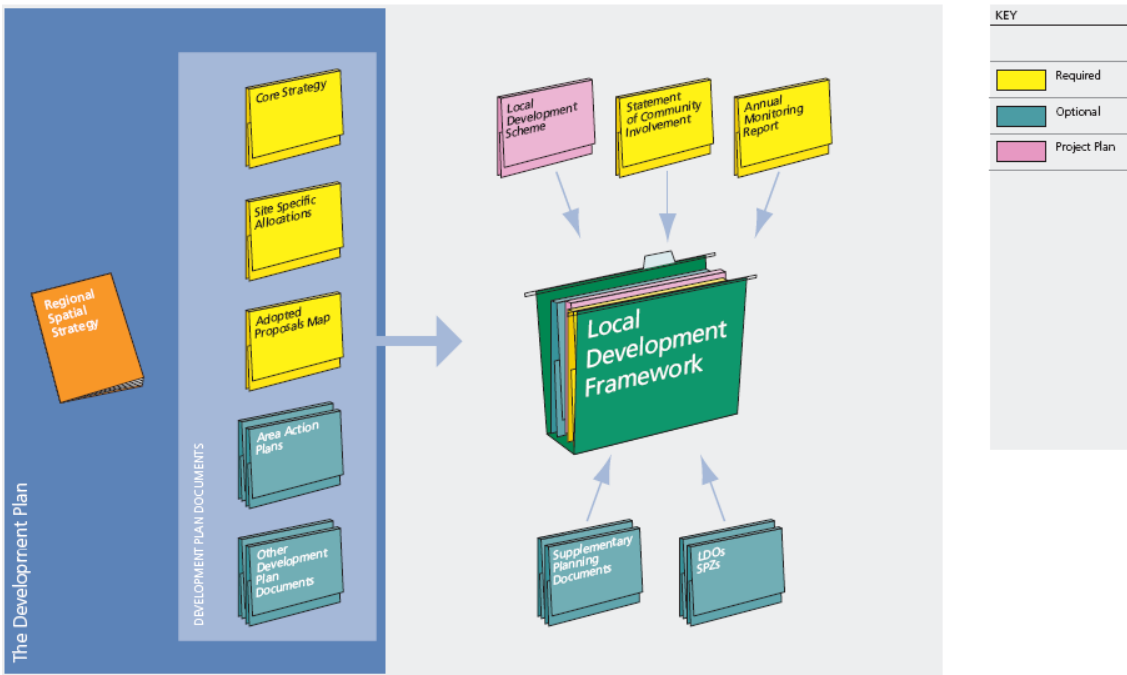 The Development Plan
Regional
Spatial
Strategy
DEVELOPMENT PLAN DOCUMENTS
Core Strategy
Site Specific
Allocations
Adopted
Proposals Map
Area Action
Plans
Other
Development
Plan
Documents
Local
Development
Scheme
Statement
of Community
Involvement
Annual
Monitoring
Report
Local
Development
Framework
Supplementary
Planning
Documents
LDOs
SPZs
KEY
Required
Optional
Project Plan